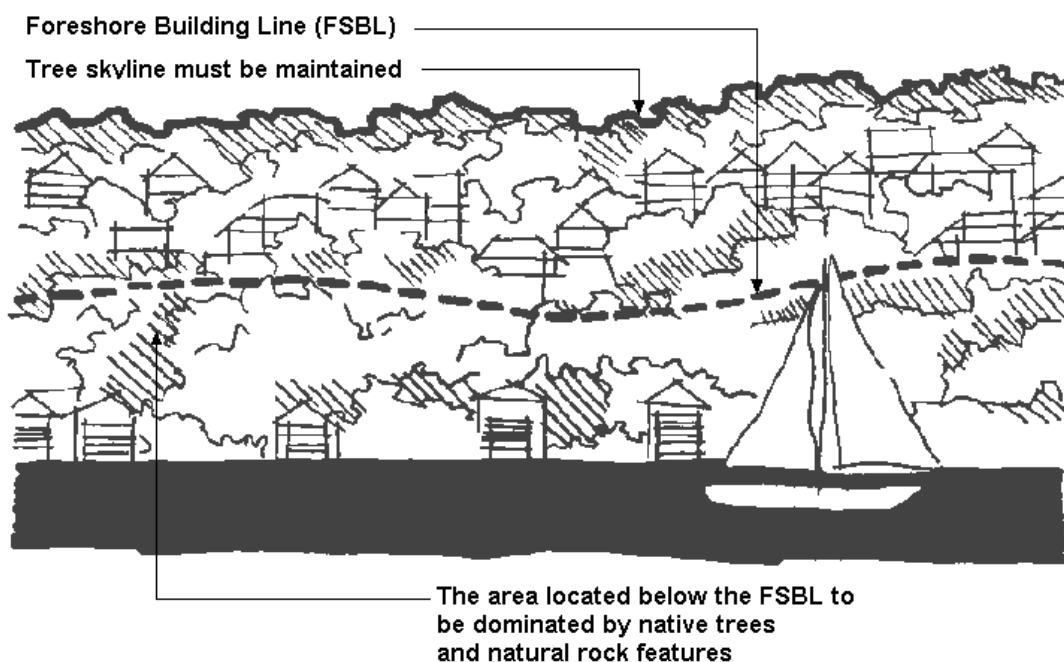 Foreshore Building Line (FSBL)
Tree skyline must be maintained
The area located below the FSBL to
be dominated by native trees
and natural rock features